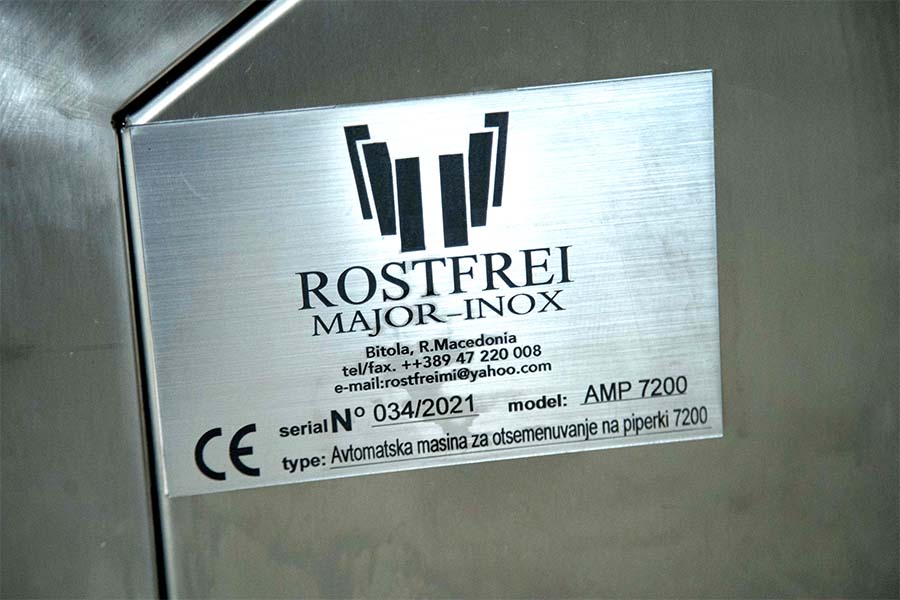 ROSTFREI
MAJOR-INOX
Bitola, R.Macedonia
tel/fax. ++389 47 220 008
e-mail:rostfreimi@yahoo.com
CE serial Nº 034/2021 model: AMP 7200
type: Avtomatska masina za otsemenuvanje na piperki 7200